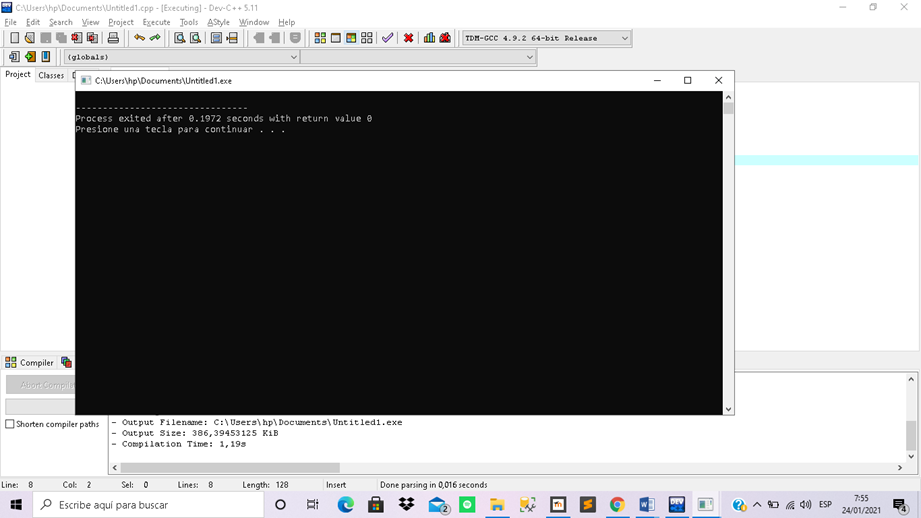 C:\Users\hp\Documents\Untitled1.cpp - [Executing] - Dev-C++ 5.11
File Edit Search View Project Execute Tools AStyle Window Help
TDM-GCC 4.9.2 64-bit Release
(globals)
Project Classes
C:\Users\hp\Documents\Untitled1.exe
--------------------------------
Process exited after 0.1972 seconds with return value 0
Presione una tecla para continuar . . .
Compiler
Shorten compiler paths
- Output Filename: C:\Users\hp\Documents\Untitled1.exe
- Output Size: 386,39453125 KiB
- Compilation Time: 1,19s
Line: 8 Col: 2 Sel: 0 Lines: 8 Length: 128 Insert Done parsing in 0,016 seconds
Escribe aquí para buscar
2
DEV
ESP
7:55
24/01/2021
4